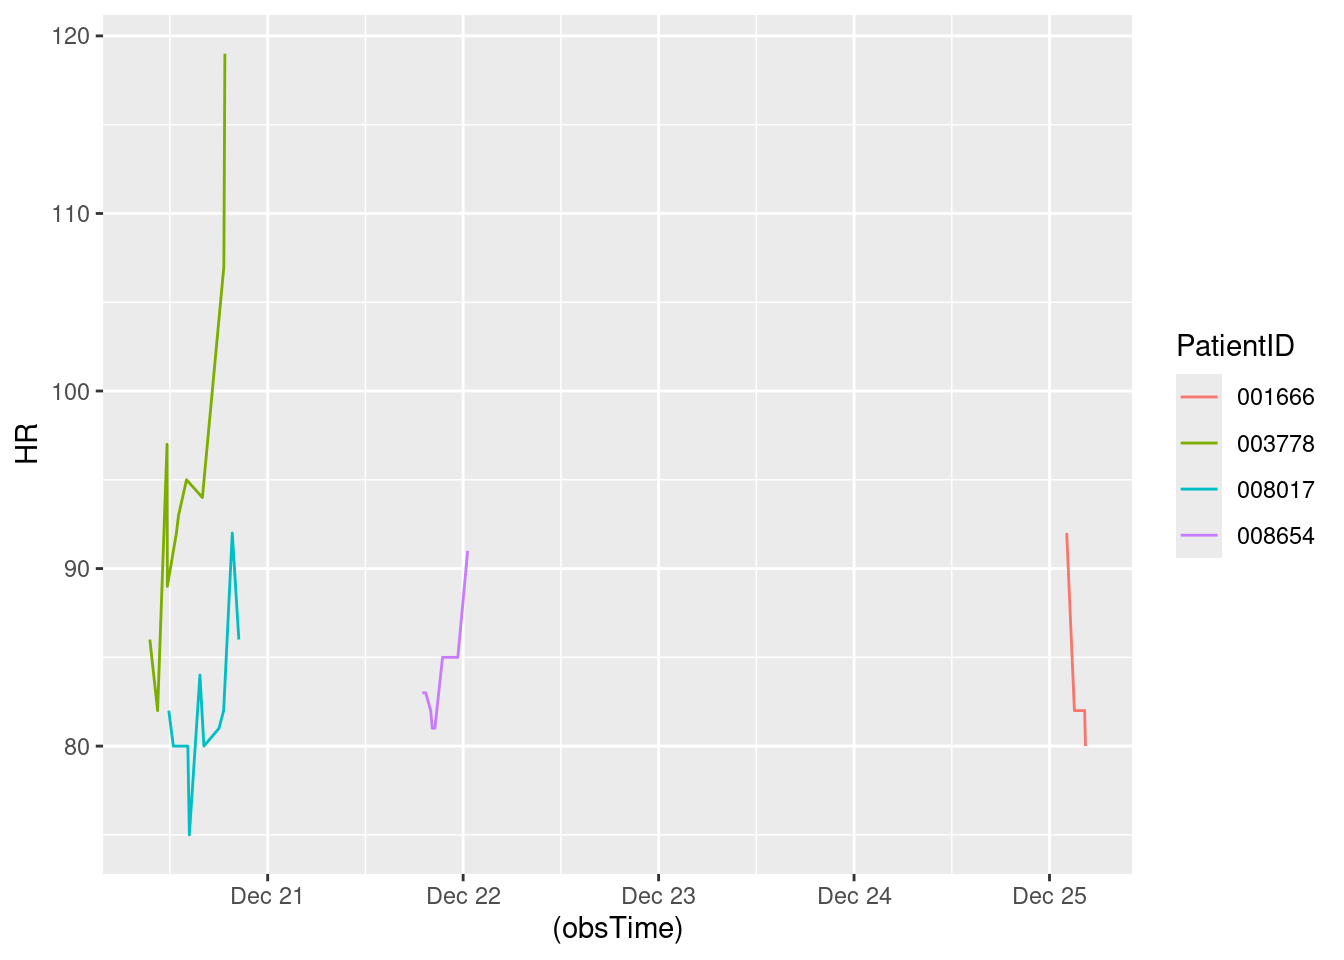 120
110
100
90
80
HR
Dec 21
Dec 22
Dec 23
Dec 24
Dec 25
(obsTime)
PatientID
001666
003778
008017
008654